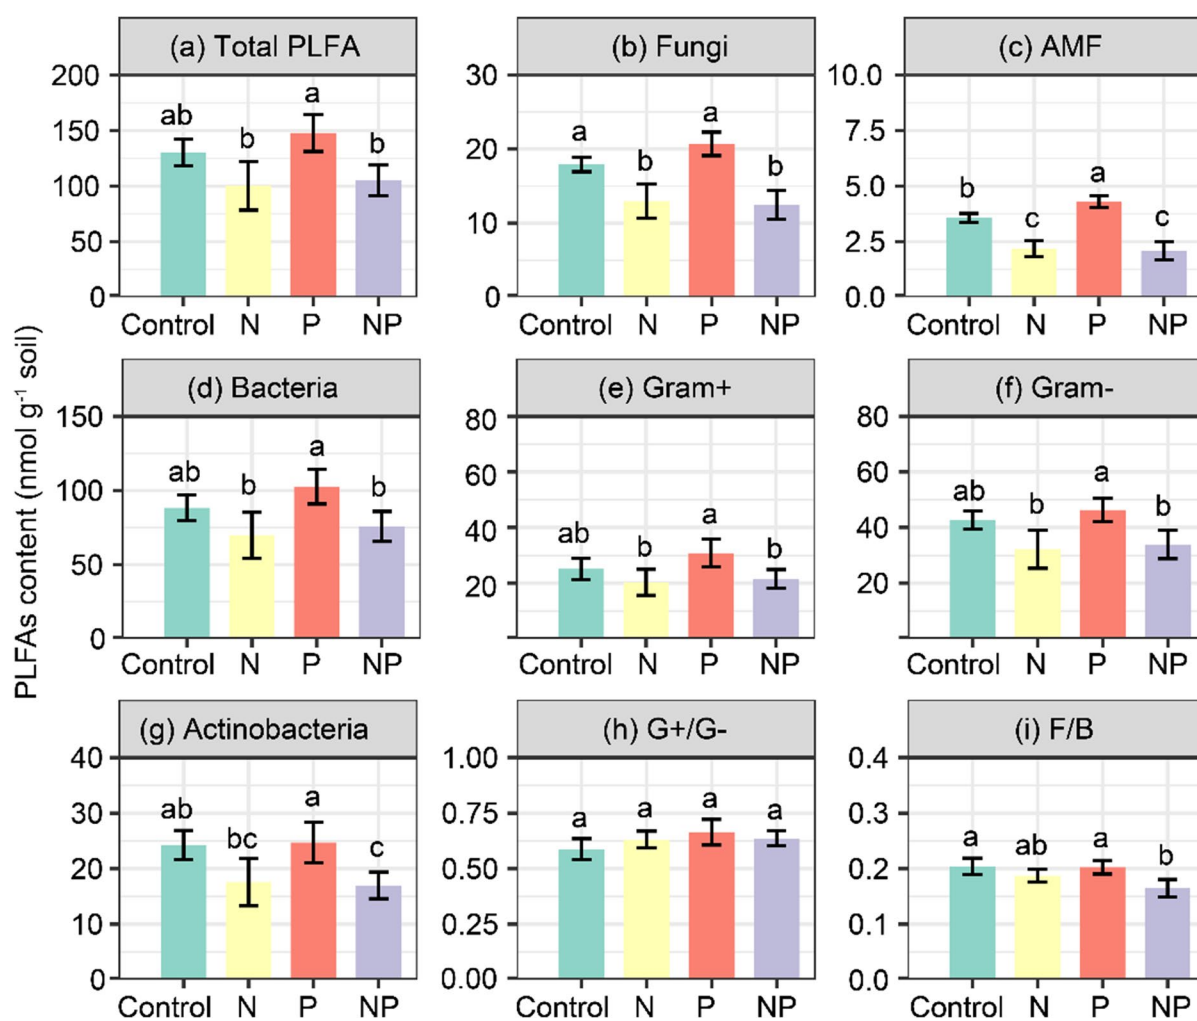 (a) Total PLFA
(b) Fungi
(c) AMF
200
150
100
50
0
ab
b
a
b
Control N P NP
30
20
10
0
a
b
a
b
Control N P NP
10.0
7.5
5.0
2.5
0.0
b
c
a
c
Control N P NP
PLFAs content (nmol g⁻¹ soil)
(d) Bacteria
(e) Gram+
(f) Gram-
150
100
50
0
ab
b
a
b
Control N P NP
80
60
40
20
ab
b
a
b
Control N P NP
80
60
40
20
ab
b
a
b
Control N P NP
(g) Actinobacteria
(h) G+/G-
(i) F/B
40
30
20
10
0
ab
bc
a
c
Control N P NP
1.00
0.75
0.50
0.25
0.00
a
a
a
a
Control N P NP
0.4
0.3
0.2
0.1
0.0
a
ab
a
b
Control N P NP